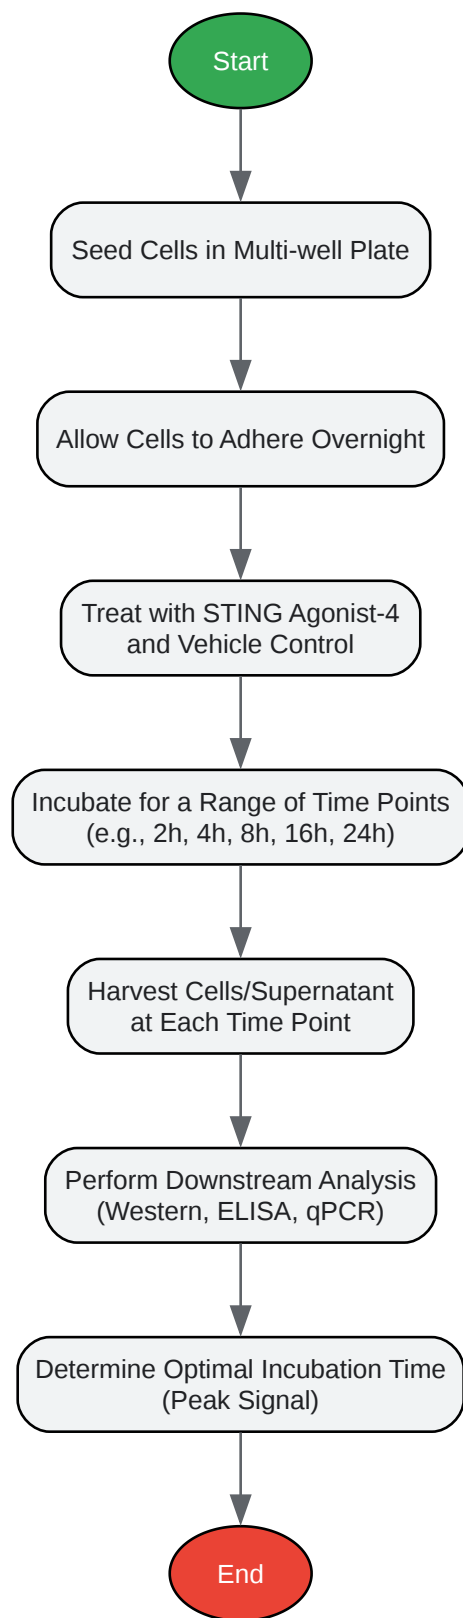 Start
Seed Cells in Multi-well Plate
Allow Cells to Adhere Overnight
Treat with STING Agonist-4
and Vehicle Control
Incubate for a Range of Time Points
(e.g., 2h, 4h, 8h, 16h, 24h)
Harvest Cells/Supernatant
at Each Time Point
Perform Downstream Analysis
(Western, ELISA, qPCR)
Determine Optimal Incubation Time
(Peak Signal)
End